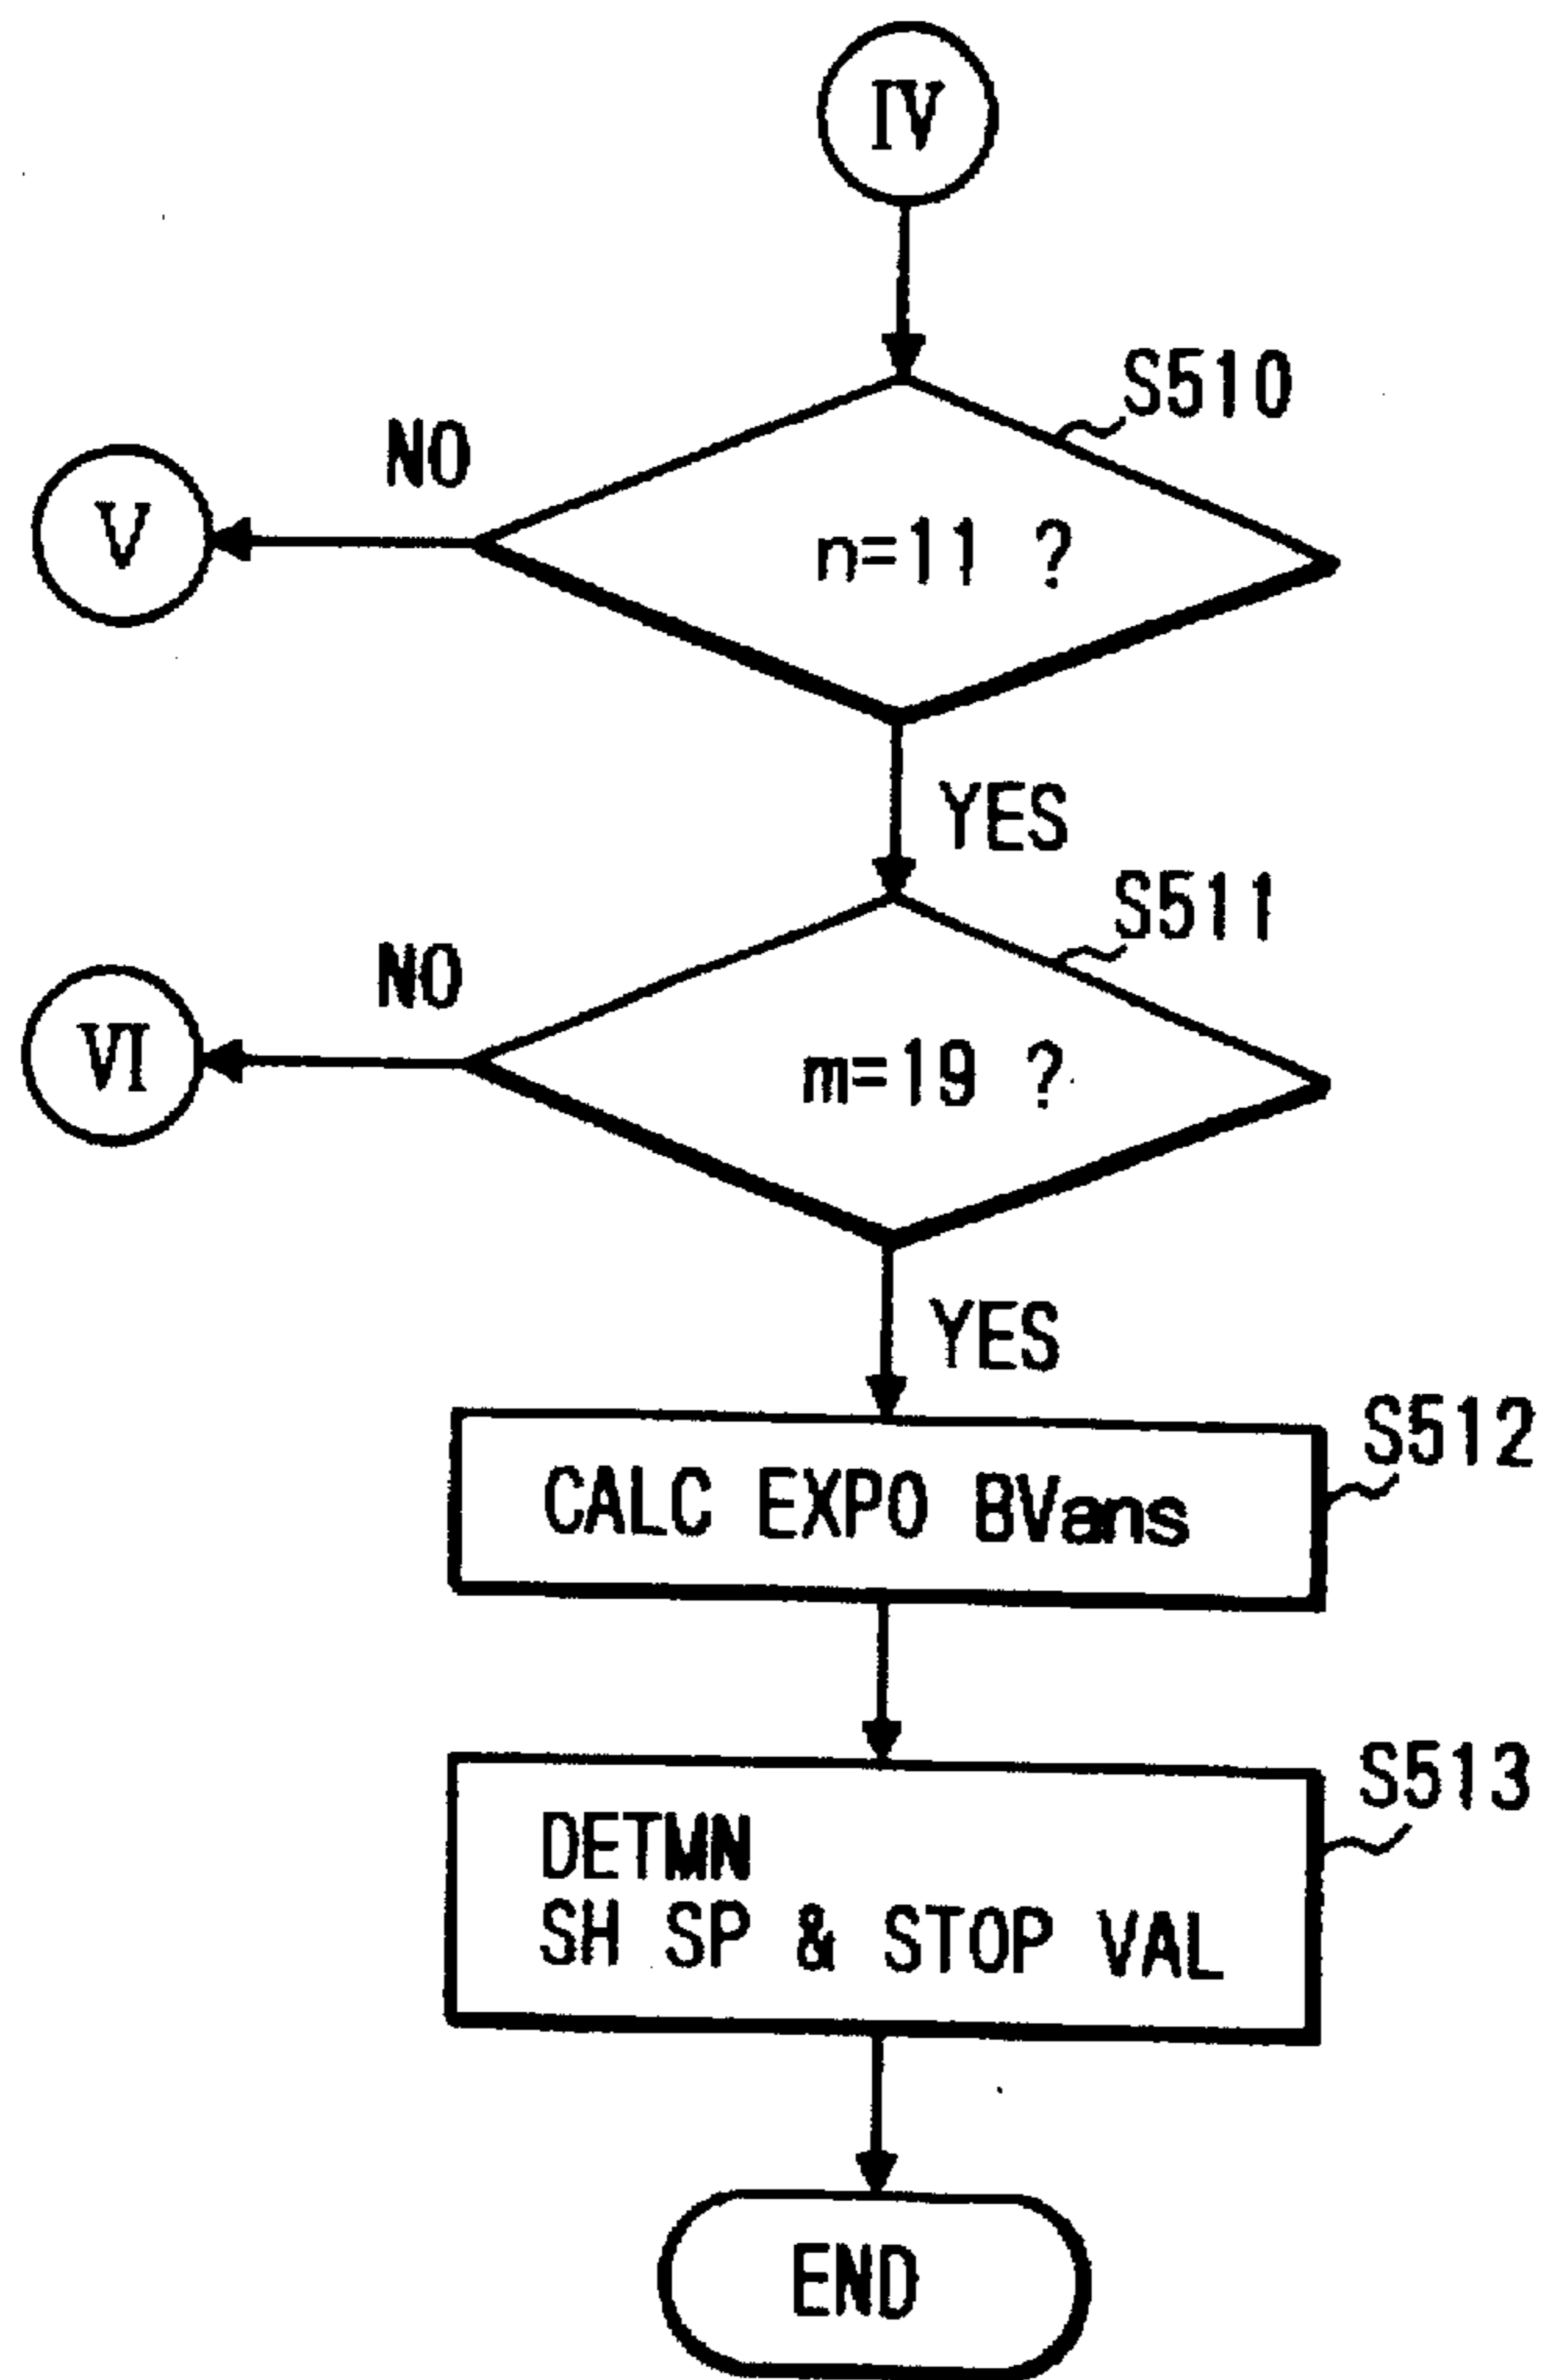 IV
S510
NO
V
n=11 ?
YES
S511
NO
VI
m=19 ?
YES
S512
CALC EXPO BVans
S513
DETMN
SH SP & STOP VAL
END